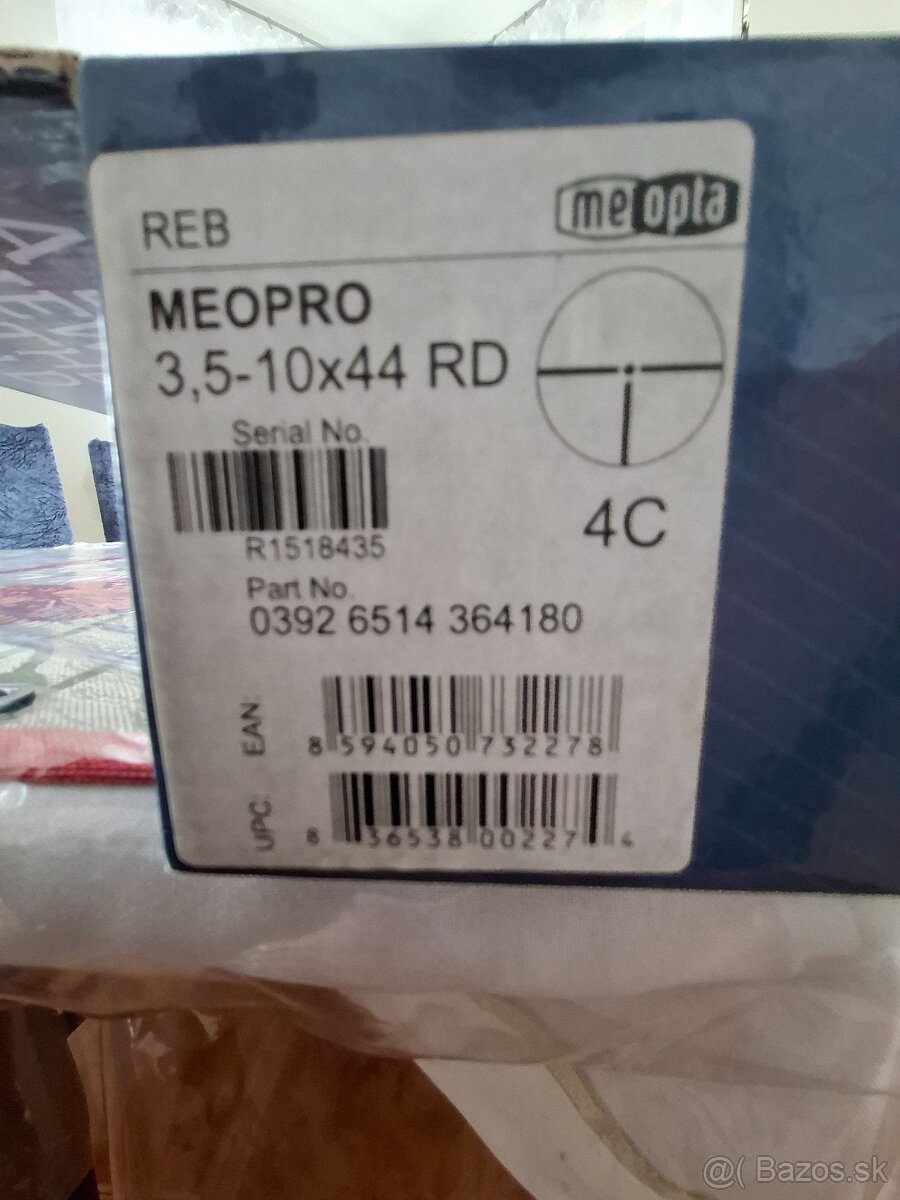 REB
meopta
MEOPRO
3,5-10x44 RD
Serial No.
R1518435
4C
Part No.
0392 6514 364180
EAN:
8 594050 732278
UPC:
8 36538 00227 4
@( Bazos.sk